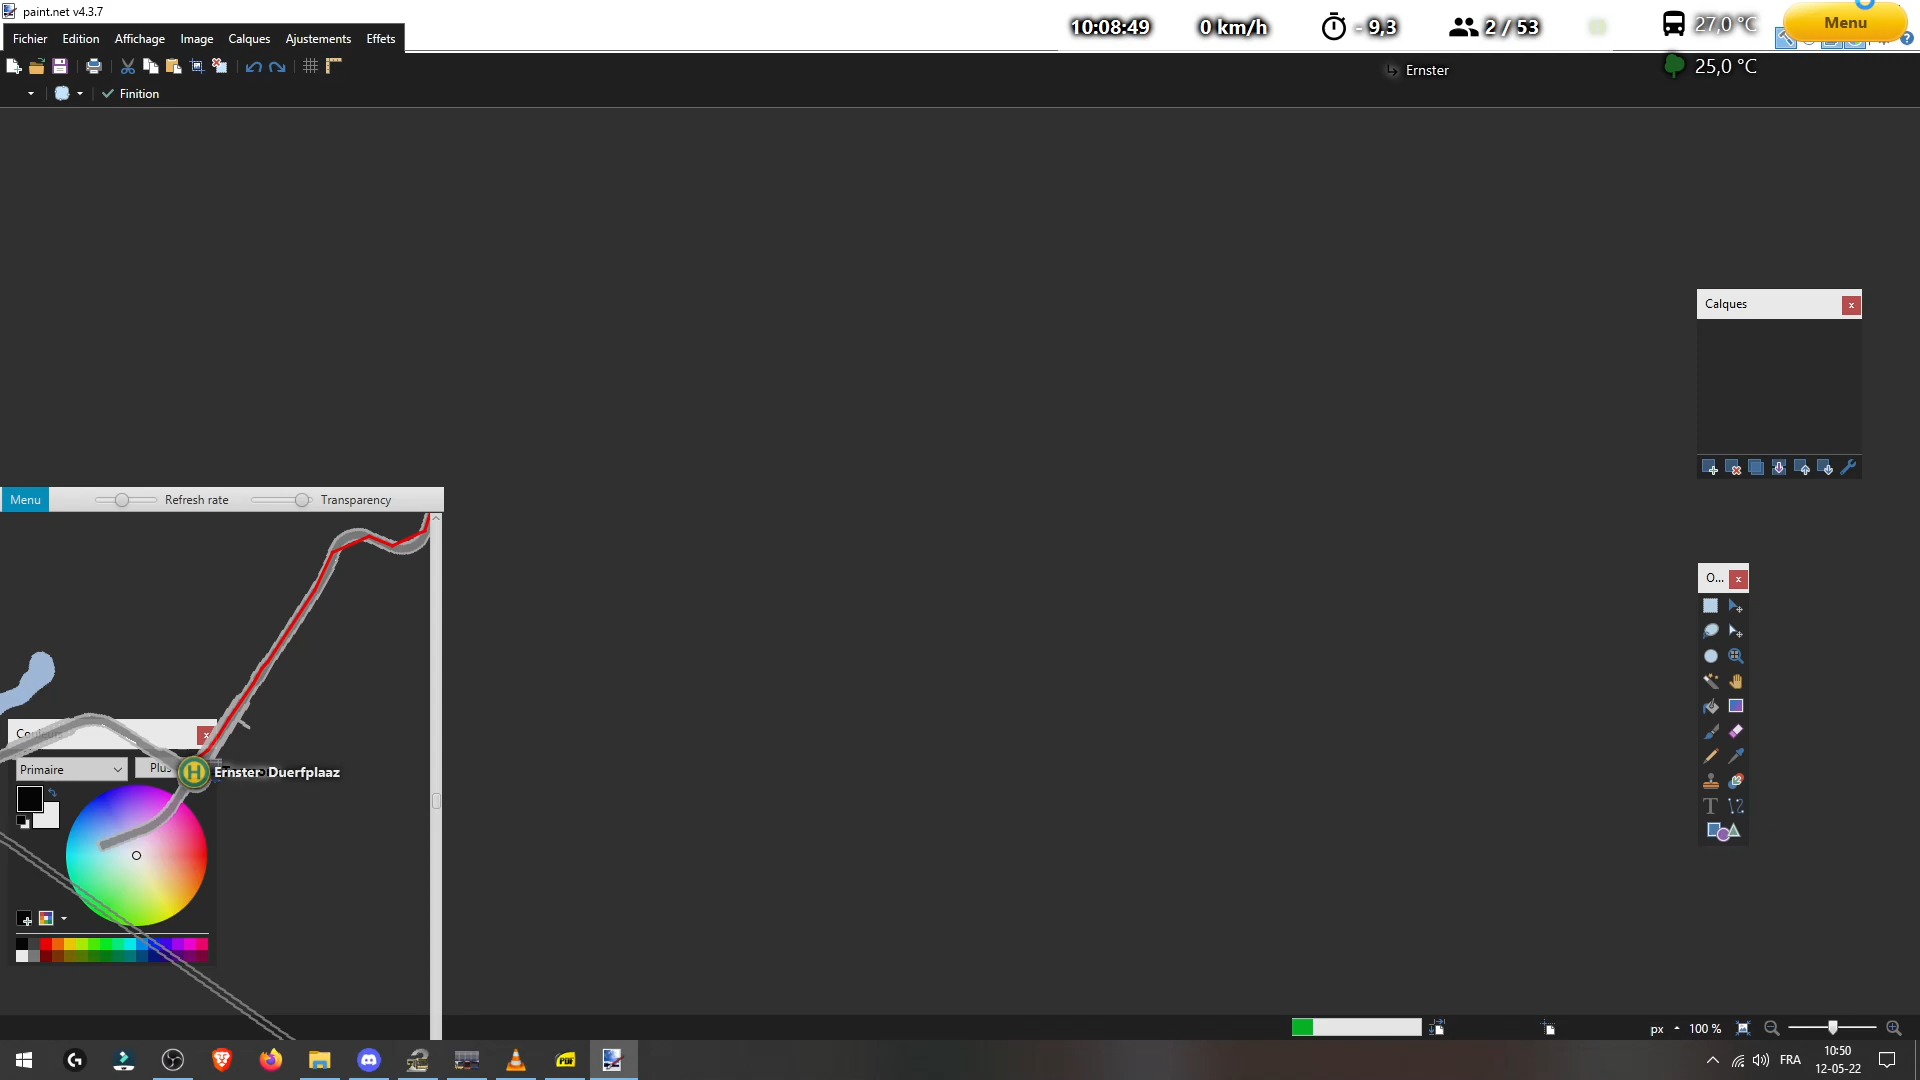 paint.net v4.3.7
10:08:49
0 km/h
- 9,3
2 / 53
27,0 °C
Menu
Fichier Edition Affichage Image Calques Ajustements Effets
Ernster
25,0 °C
Finition
Calques
Menu Refresh rate Transparency
O...
Primaire
Plus
H Ernster Duerfplaaz
px 100 %
FRA
10:50
12-05-22
PDF